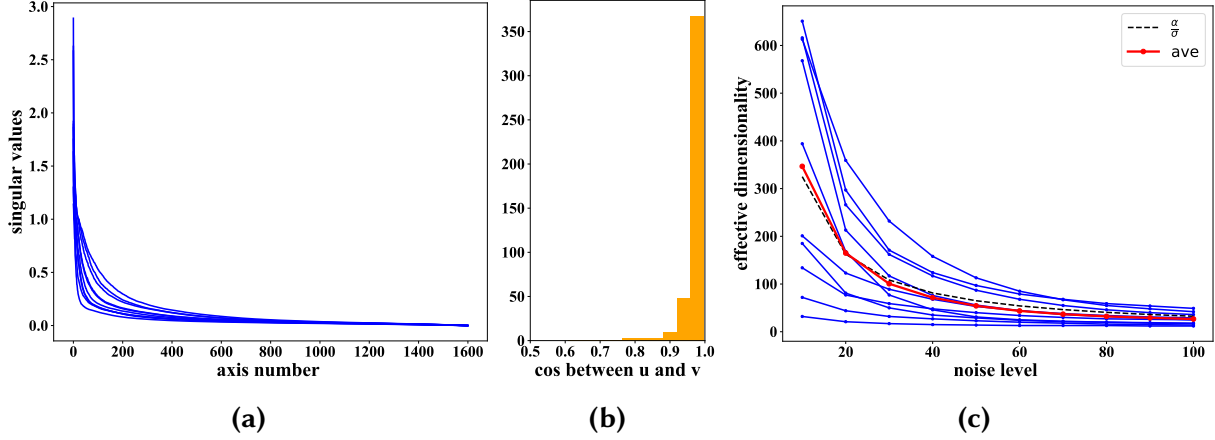 3.0
2.5
2.0
1.5
1.0
0.5
0.0
singular values
0 200 400 600 800 1000 1200 1400 1600
axis number
(a)
350
300
250
200
150
100
50
0
0.5 0.6 0.7 0.8 0.9 1.0
cos between u and v
(b)
600
500
400
300
200
100
0
effective dimensionality
20 40 60 80 100
noise level
α/σ
ave
(c)